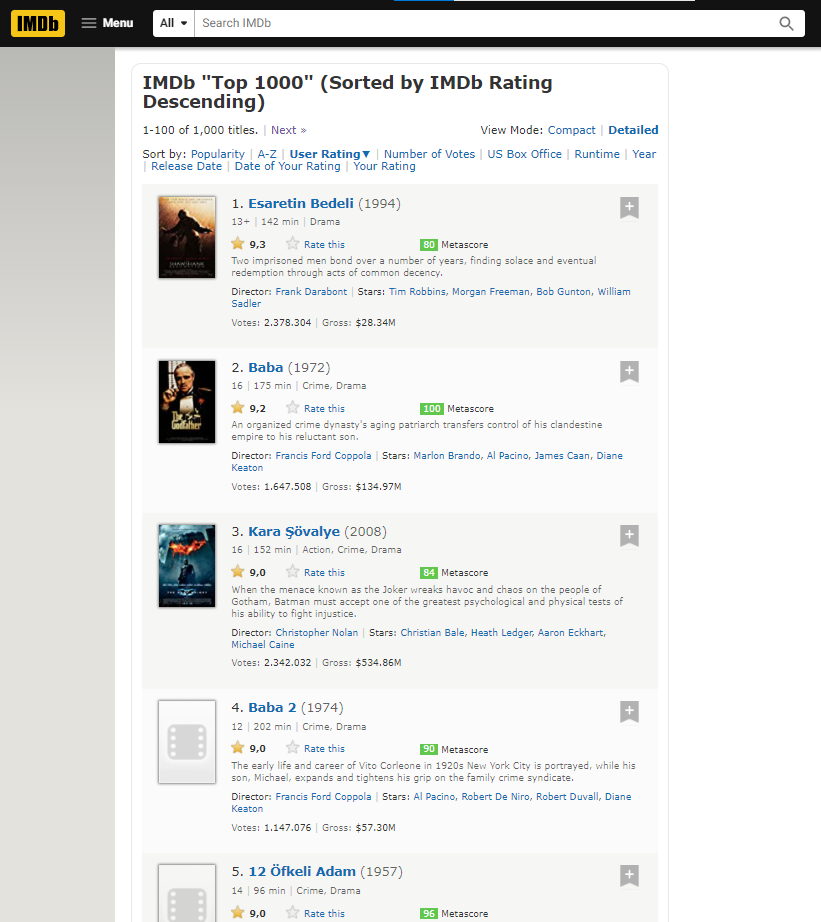 IMDb Menu All Search IMDb
IMDb "Top 1000" (Sorted by IMDb Rating
Descending)
1-100 of 1,000 titles. | Next » View Mode: Compact | Detailed
Sort by: Popularity | A-Z | User Rating▼ | Number of Votes | US Box Office | Runtime | Year
| Release Date | Date of Your Rating | Your Rating
1. Esaretin Bedeli (1994)
13+ | 142 min | Drama
9,3 Rate this 80 Metascore
Two imprisoned men bond over a number of years, finding solace and eventual
redemption through acts of common decency.
Director: Frank Darabont | Stars: Tim Robbins, Morgan Freeman, Bob Gunton, William
Sadler
Votes: 2.378.304 | Gross: $28.34M
The
Godfather
2. Baba (1972)
16 | 175 min | Crime, Drama
9,2 Rate this 100 Metascore
An organized crime dynasty's aging patriarch transfers control of his clandestine
empire to his reluctant son.
Director: Francis Ford Coppola | Stars: Marlon Brando, Al Pacino, James Caan, Diane
Keaton
Votes: 1.647.508 | Gross: $134.97M
3. Kara Şövalye (2008)
16 | 152 min | Action, Crime, Drama
9,0 Rate this 84 Metascore
When the menace known as the Joker wreaks havoc and chaos on the people of
Gotham, Batman must accept one of the greatest psychological and physical tests of
his ability to fight injustice.
Director: Christopher Nolan | Stars: Christian Bale, Heath Ledger, Aaron Eckhart,
Michael Caine
Votes: 2.342.032 | Gross: $534.86M
4. Baba 2 (1974)
12 | 202 min | Crime, Drama
9,0 Rate this 90 Metascore
The early life and career of Vito Corleone in 1920s New York City is portrayed, while his
son, Michael, expands and tightens his grip on the family crime syndicate.
Director: Francis Ford Coppola | Stars: Al Pacino, Robert De Niro, Robert Duvall, Diane
Keaton
Votes: 1.147.076 | Gross: $57.30M
5. 12 Öfkeli Adam (1957)
14 | 96 min | Crime, Drama
9,0 Rate this 96 Metascore